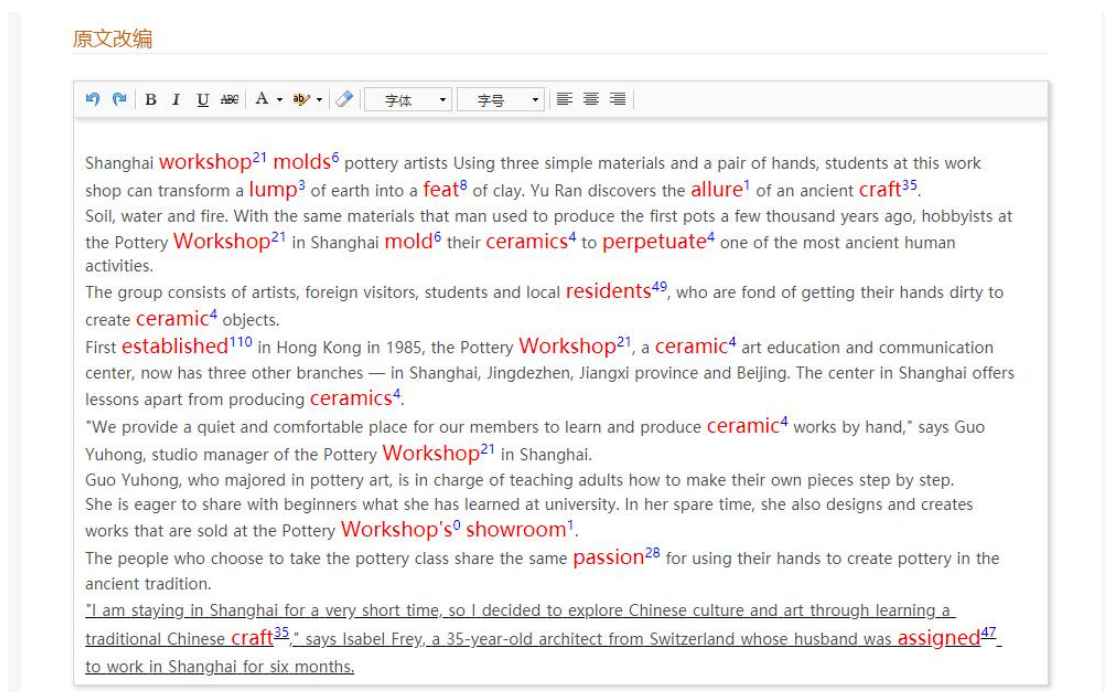 原文改编
B I U ABC A ab 字体 字号
Shanghai workshop21 molds6 pottery artists Using three simple materials and a pair of hands, students at this work
shop can transform a lump3 of earth into a feat8 of clay. Yu Ran discovers the allure1 of an ancient craft35.
Soil, water and fire. With the same materials that man used to produce the first pots a few thousand years ago, hobbyists at
the Pottery Workshop21 in Shanghai mold6 their ceramics4 to perpetuate4 one of the most ancient human
activities.
The group consists of artists, foreign visitors, students and local residents49, who are fond of getting their hands dirty to
create ceramic4 objects.
First established110 in Hong Kong in 1985, the Pottery Workshop21, a ceramic4 art education and communication
center, now has three other branches — in Shanghai, Jingdezhen, Jiangxi province and Beijing. The center in Shanghai offers
lessons apart from producing ceramics4.
"We provide a quiet and comfortable place for our members to learn and produce ceramic4 works by hand," says Guo
Yuhong, studio manager of the Pottery Workshop21 in Shanghai.
Guo Yuhong, who majored in pottery art, is in charge of teaching adults how to make their own pieces step by step.
She is eager to share with beginners what she has learned at university. In her spare time, she also designs and creates
works that are sold at the Pottery Workshop's0 showroom1.
The people who choose to take the pottery class share the same passion28 for using their hands to create pottery in the
ancient tradition.
"I am staying in Shanghai for a very short time, so I decided to explore Chinese culture and art through learning a
traditional Chinese craft35," says Isabel Frey, a 35-year-old architect from Switzerland whose husband was assigned47
to work in Shanghai for six months.